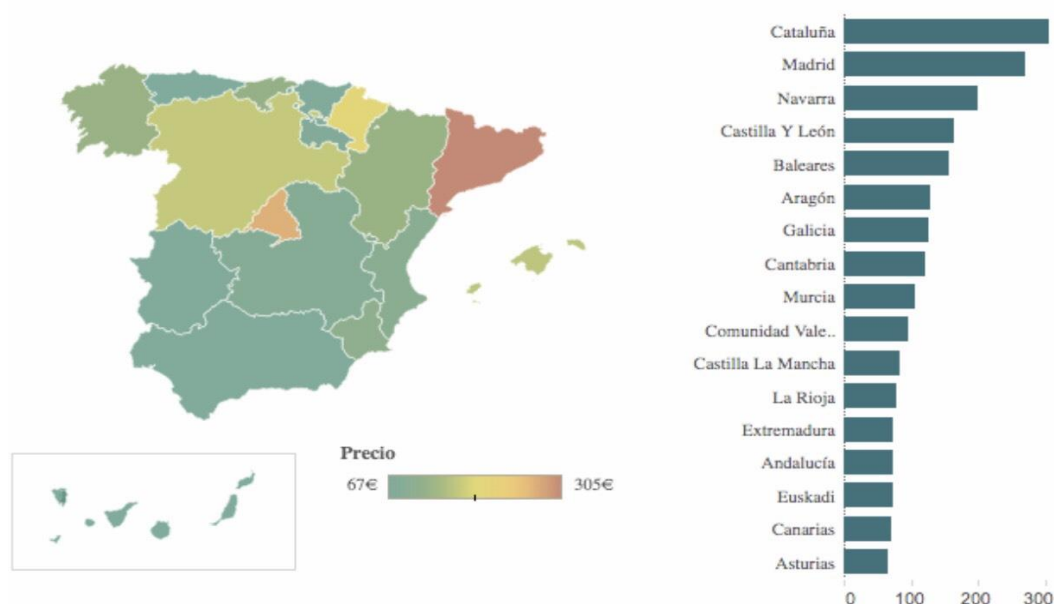 Precio
67€ 305€
Cataluña
Madrid
Navarra
Castilla Y León
Baleares
Aragón
Galicia
Cantabria
Murcia
Comunidad Vale..
Castilla La Mancha
La Rioja
Extremadura
Andalucía
Euskadi
Canarias
Asturias
0 100 200 300